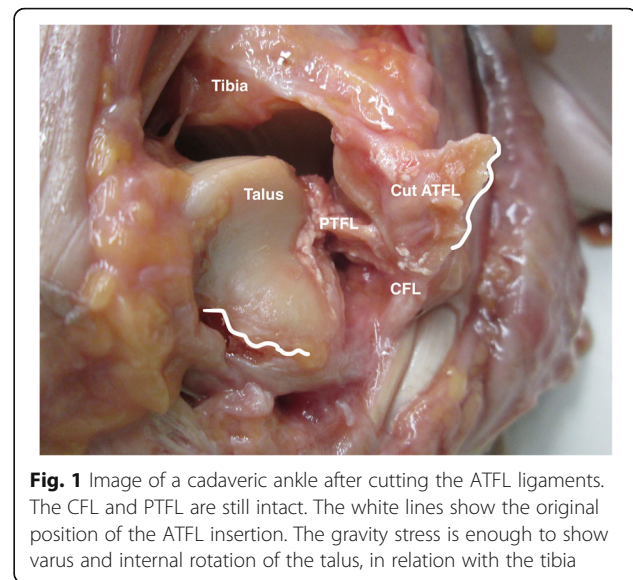 Tibia
Talus
Cut ATFL
PTFL
CFL
Fig. 1 Image of a cadaveric ankle after cutting the ATFL ligaments.
The CFL and PTFL are still intact. The white lines show the original
position of the ATFL insertion. The gravity stress is enough to show
varus and internal rotation of the talus, in relation with the tibia